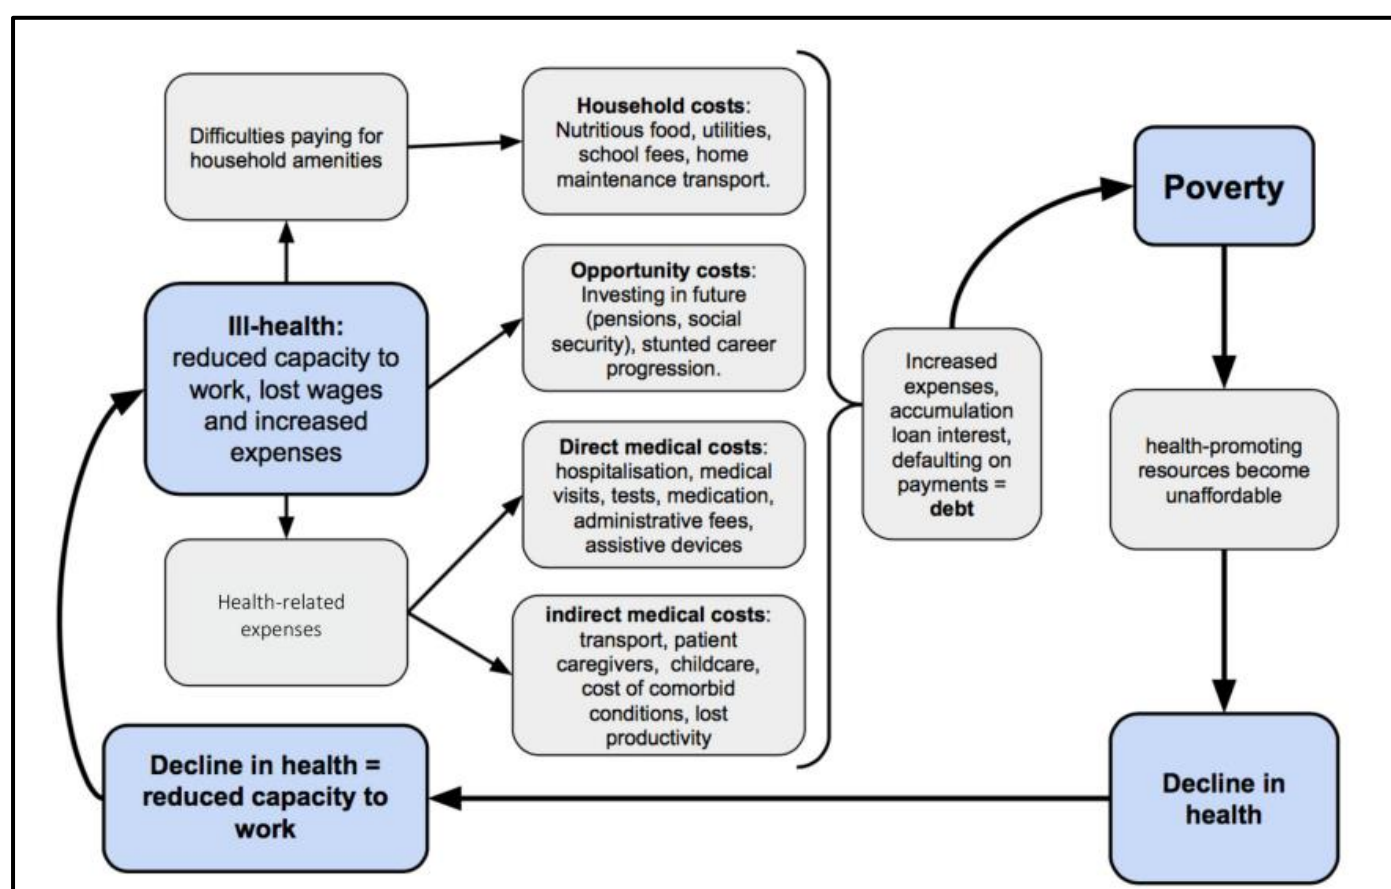 Difficulties paying for
household amenities
Household costs:
Nutritious food, utilities,
school fees, home
maintenance transport.
Poverty
Ill-health:
reduced capacity to
work, lost wages
and increased
expenses
Opportunity costs:
Investing in future
(pensions, social
security), stunted career
progression.
Increased
expenses,
accumulation
loan interest,
defaulting on
payments =
debt
health-promoting
resources become
unaffordable
Direct medical costs:
hospitalisation, medical
visits, tests, medication,
administrative fees,
assistive devices
Health-related
expenses
indirect medical costs:
transport, patient
caregivers, childcare,
cost of comorbid
conditions, lost
productivity
Decline in health =
reduced capacity to
work
Decline in
health